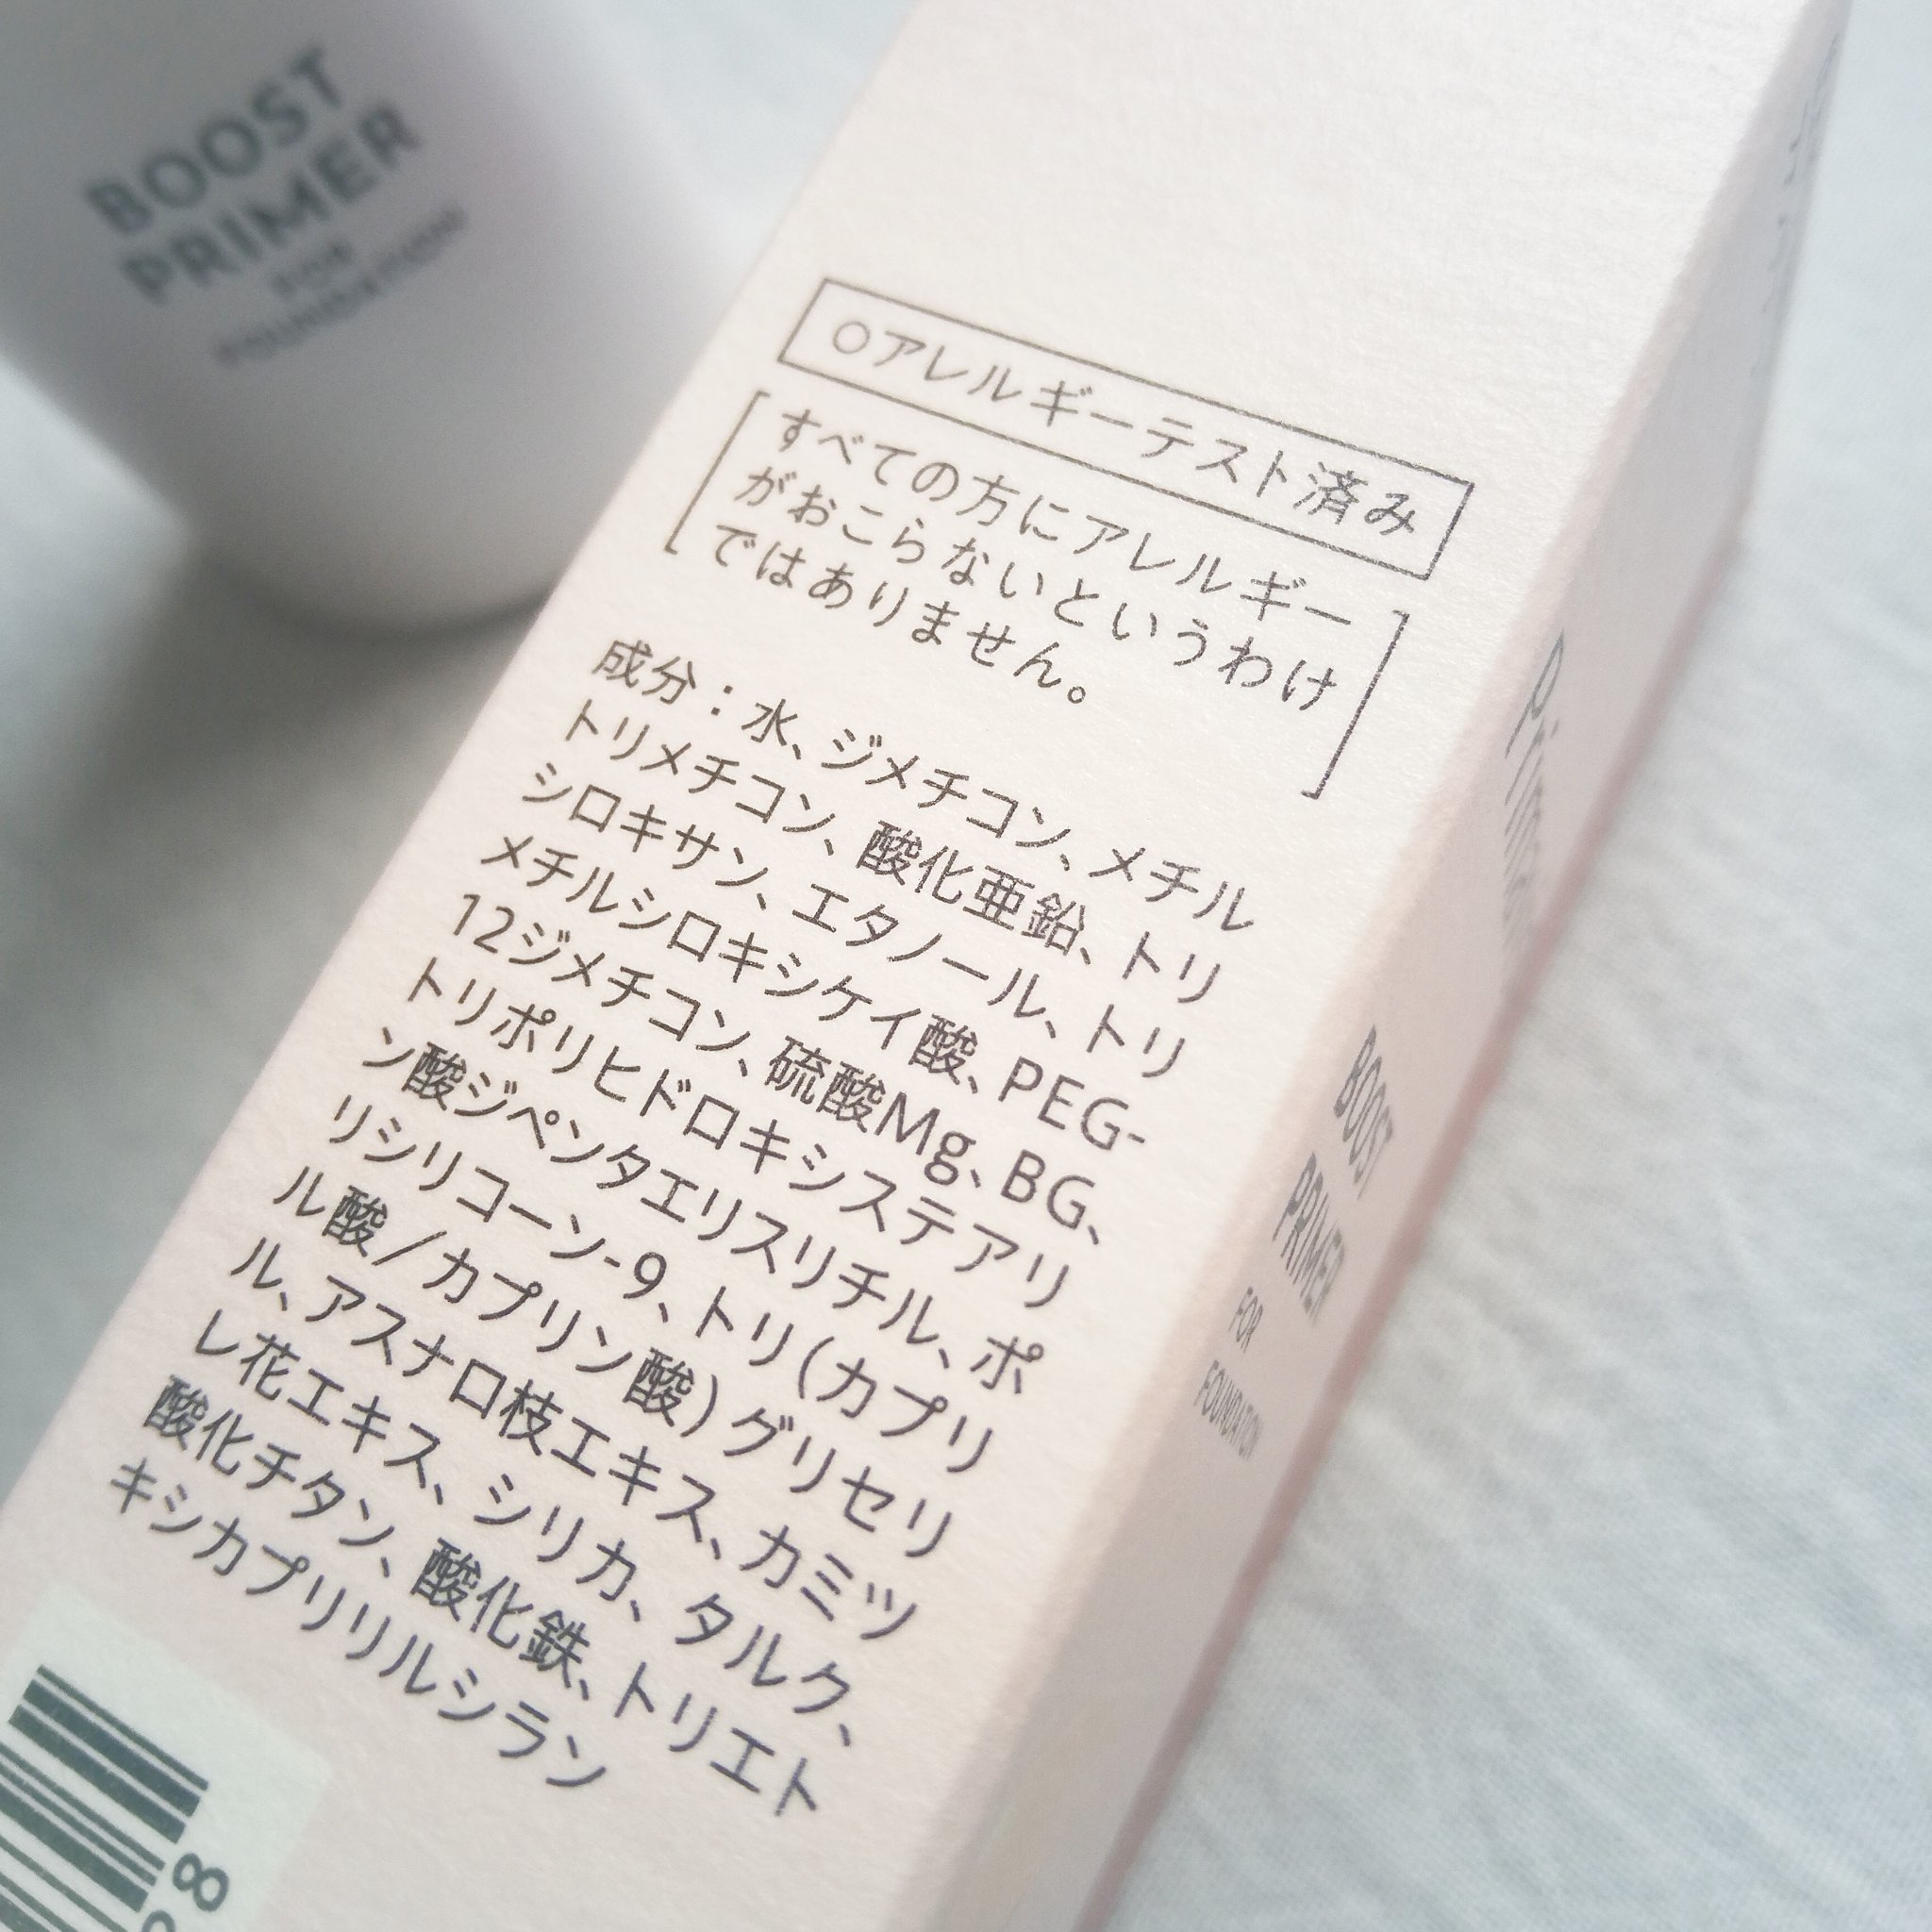 BOOST
PRIMER
FOR
FOUNDATION
○アレルギーテスト済み
すべての方にアレルギー
がおこらないというわけ
ではありません。
成分：水、ジメチコン、メチル
トリメチコン、酸化亜鉛、トリ
シロキサン、エタノール、トリ
メチルシロキシケイ酸、PEG-
12ジメチコン、硫酸Mg、BG、
トリポリヒドロキシステアリ
ン酸ジペンタエリスリチル、ポ
リシリコーン-9、トリ(カプリ
ル酸/カプリン酸)グリセリ
ル、アスナロ枝エキス、カミツ
レ花エキス、シリカ、タルク、
酸化チタン、酸化鉄、トリエト
キシカプリリルシラン
8
BOOST
PRIMER
FOR
FOUNDATION